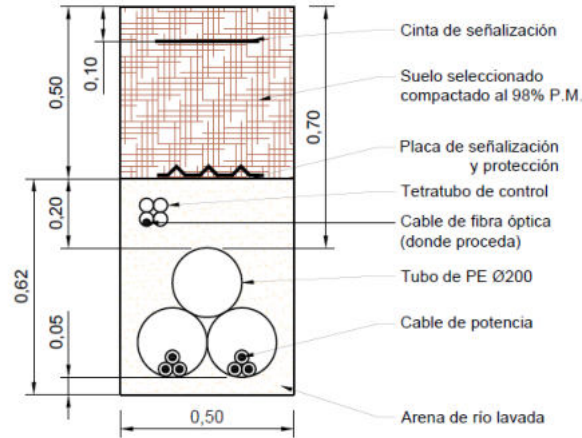 Cinta de señalización
0,10
0,50
Suelo seleccionado
compactado al 98% P.M.
0,70
Placa de señalización
y protección
Tetratubo de control
0,20
Cable de fibra óptica
(donde proceda)
0,62
Tubo de PE Ø200
Cable de potencia
0,05
0,50
Arena de río lavada